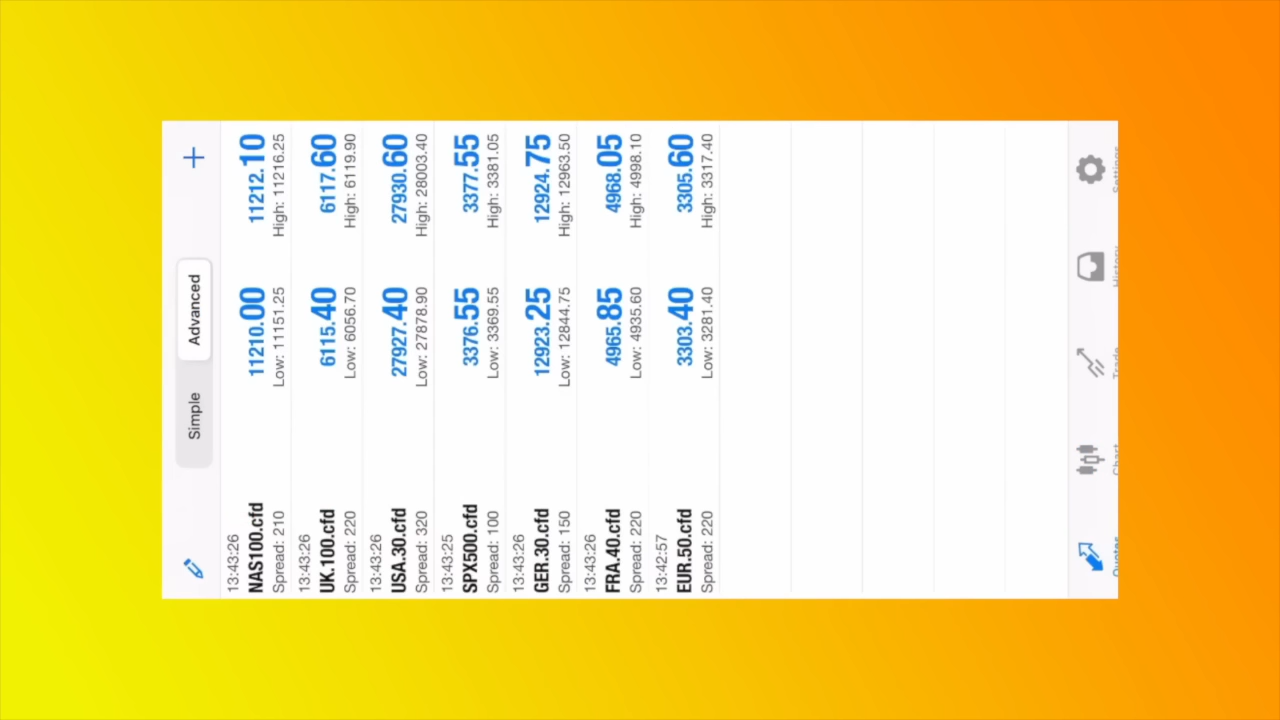 Simple Advanced +
13:43:26
NAS100.cfd 11210.00 11212.10
Spread: 210 Low: 11151.25 High: 11216.25
13:43:26
UK.100.cfd 6115.40 6117.60
Spread: 220 Low: 6056.70 High: 6119.90
13:43:26
USA.30.cfd 27927.40 27930.60
Spread: 320 Low: 27878.90 High: 28003.40
13:43:25
SPX500.cfd 3376.55 3377.55
Spread: 100 Low: 3369.55 High: 3381.05
13:43:26
GER.30.cfd 12923.25 12924.75
Spread: 150 Low: 12844.75 High: 12963.50
13:43:26
FRA.40.cfd 4965.85 4968.05
Spread: 220 Low: 4935.60 High: 4998.10
13:42:57
EUR.50.cfd 3303.40 3305.60
Spread: 220 Low: 3281.40 High: 3317.40
Quotes Chart Trade History Settings